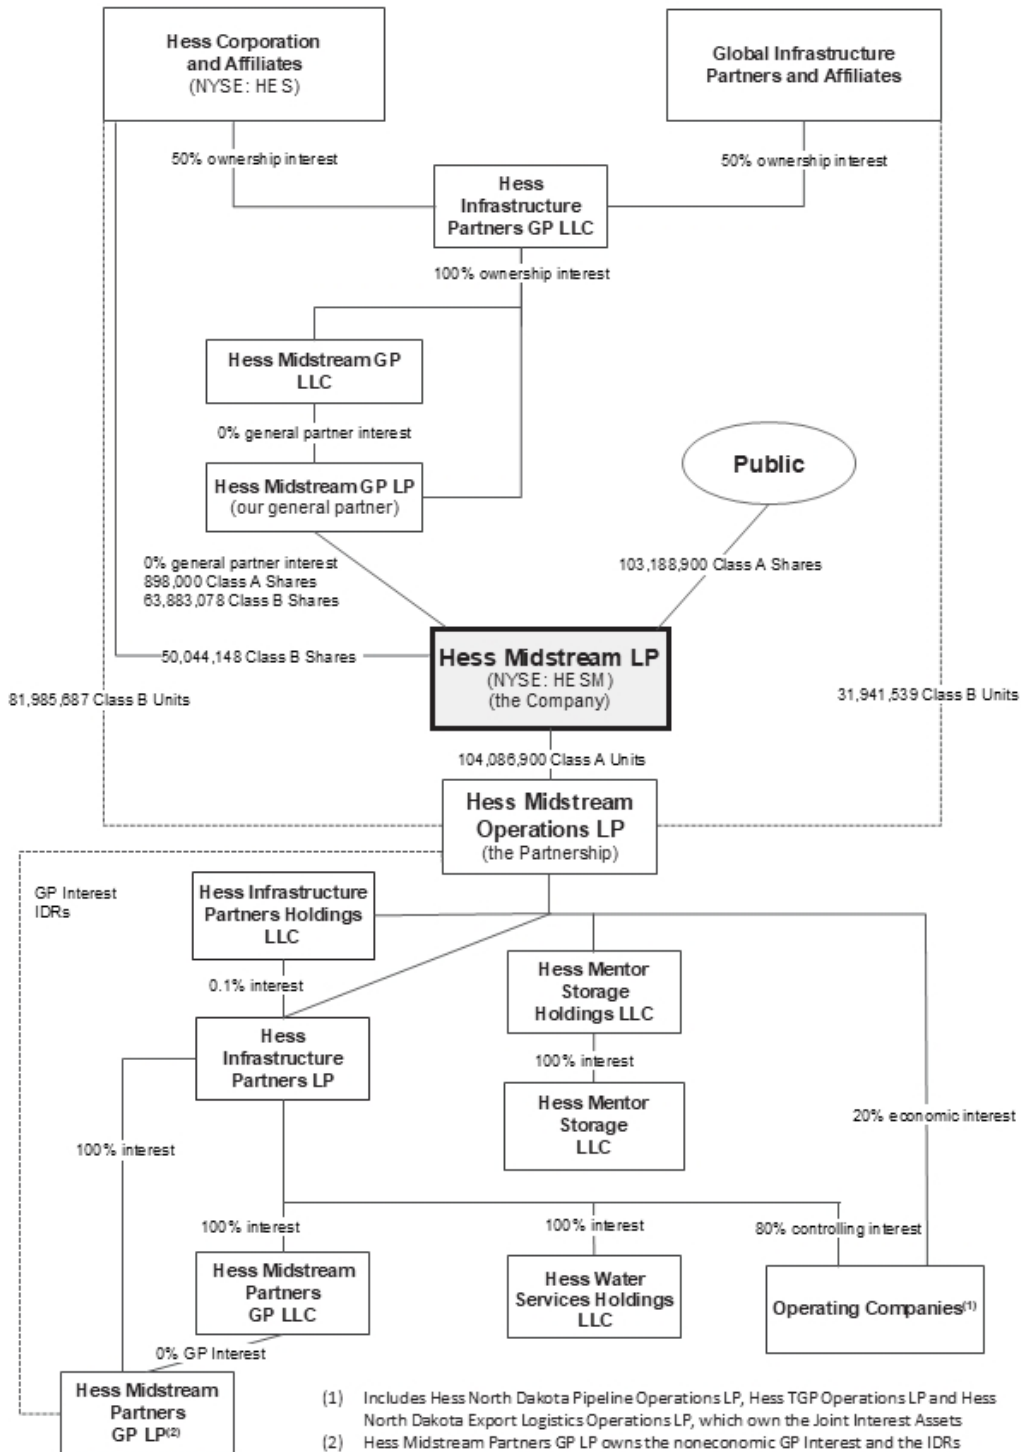 Hess Corporation
and Affiliates
(NYSE: HES)
Global Infrastructure
Partners and Affiliates
50% ownership interest
50% ownership interest
Hess
Infrastructure
Partners GP LLC
100% ownership interest
Hess Midstream GP
LLC
0% general partner interest
Hess Midstream GP LP
(our general partner)
Public
0% general partner interest
898,000 Class A Shares
63,883,078 Class B Shares
103,188,900 Class A Shares
50,044,148 Class B Shares
Hess Midstream LP
(NYSE: HESM)
(the Company)
81,985,687 Class B Units
31,941,539 Class B Units
104,086,900 Class A Units
Hess Midstream
Operations LP
(the Partnership)
GP Interest
IDRs
Hess Infrastructure
Partners Holdings
LLC
0.1% interest
Hess Mentor
Storage
Holdings LLC
Hess
Infrastructure
Partners LP
100% interest
Hess Mentor
Storage
LLC
20% economic interest
100% interest
100% interest
100% interest
80% controlling interest
Hess Midstream
Partners
GP LLC
Hess Water
Services Holdings
LLC
Operating Companies(1)
0% GP Interest
Hess Midstream
Partners
GP LP(2)
(1) Includes Hess North Dakota Pipeline Operations LP, Hess TGP Operations LP and Hess
North Dakota Export Logistics Operations LP, which own the Joint Interest Assets
(2) Hess Midstream Partners GP LP owns the noneconomic GP Interest and the IDRs